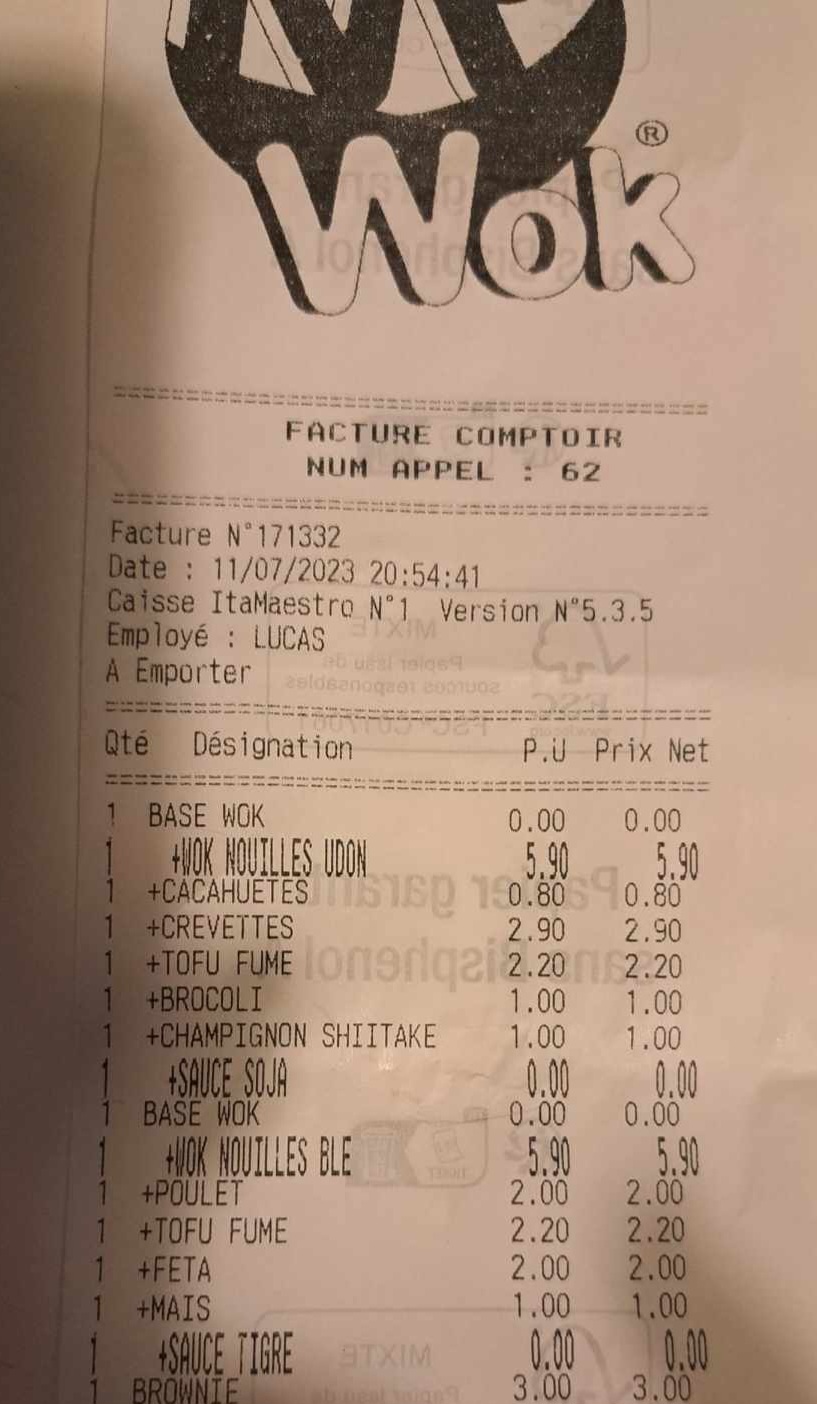 Wok®
FACTURE COMPTOIR
NUM APPEL : 62
Facture N°171332
Date : 11/07/2023 20:54:41
Caisse ItaMaestro N°1 Version N°5.3.5
Employé : LUCAS
A Emporter
Qté Désignation P.U Prix Net
1 BASE WOK 0.00 0.00
1 +WOK NOUILLES UDON 5.90 5.90
1 +CACAHUETES 0.80 0.80
1 +CREVETTES 2.90 2.90
1 +TOFU FUME 2.20 2.20
1 +BROCOLI 1.00 1.00
1 +CHAMPIGNON SHIITAKE 1.00 1.00
1 +SAUCE SOJA 0.00 0.00
1 BASE WOK 0.00 0.00
1 +WOK NOUILLES BLE 5.90 5.90
1 +POULET 2.00 2.00
1 +TOFU FUME 2.20 2.20
1 +FETA 2.00 2.00
1 +MAIS 1.00 1.00
1 +SAUCE TIGRE 0.00 0.00
1 BROWNIE 3.00 3.00